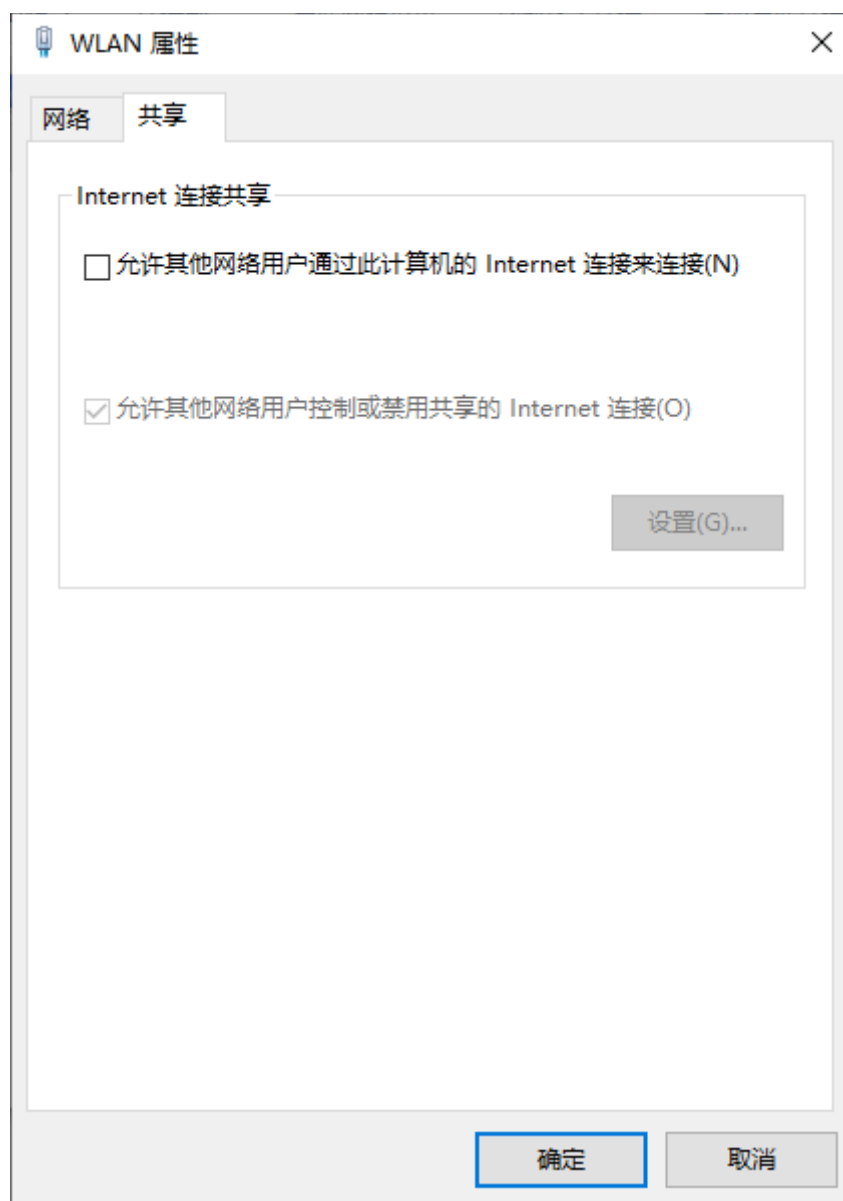 WLAN 属性
网络
共享
Internet 连接共享
允许其他网络用户通过此计算机的 Internet 连接来连接(N)
允许其他网络用户控制或禁用共享的 Internet 连接(O)
设置(G)...
确定
取消